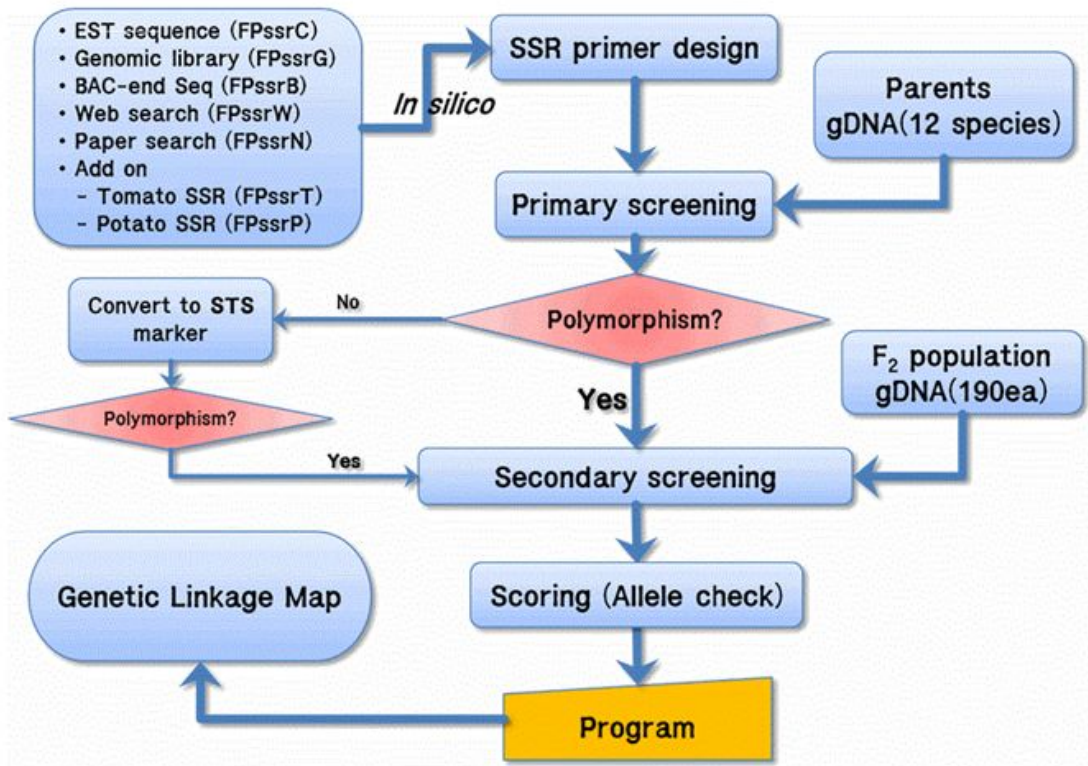 • EST sequence (FPssrC)
• Genomic library (FPssrG)
• BAC-end Seq (FPssrB)
• Web search (FPssrW)
• Paper search (FPssrN)
• Add on
- Tomato SSR (FPssrT)
- Potato SSR (FPssrP)
In silico
SSR primer design
Parents
gDNA(12 species)
Primary screening
Polymorphism?
No
Convert to STS
marker
Polymorphism?
Yes
Yes
F₂ population
gDNA(190ea)
Secondary screening
Scoring (Allele check)
Genetic Linkage Map
Program